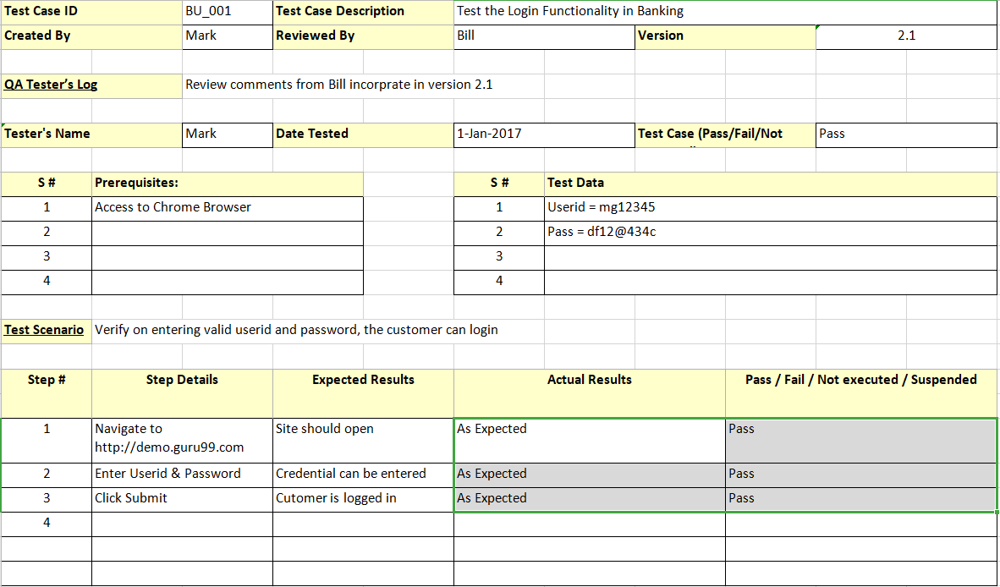 Test Case ID BU_001 Test Case Description Test the Login Functionality in Banking
Created By Mark Reviewed By Bill Version 2.1
QA Tester’s Log Review comments from Bill incorprate in version 2.1
Tester's Name Mark Date Tested 1-Jan-2017 Test Case (Pass/Fail/Not Pass
S # Prerequisites: S # Test Data
1 Access to Chrome Browser 1 Userid = mg12345
2 2 Pass = df12@434c
3 3
4 4
Test Scenario Verify on entering valid userid and password, the customer can login
Step # Step Details Expected Results Actual Results Pass / Fail / Not executed / Suspended
1 Navigate to Site should open As Expected Pass
http://demo.guru99.com
2 Enter Userid & Password Credential can be entered As Expected Pass
3 Click Submit Cutomer is logged in As Expected Pass
4